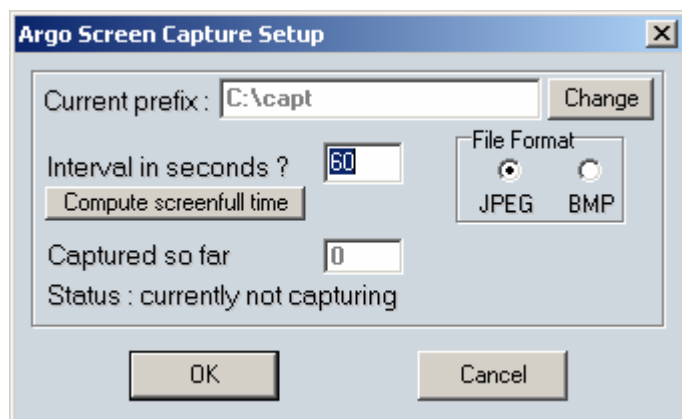 Argo Screen Capture Setup
Current prefix : C:\capt Change
Interval in seconds ? 60 File Format
Compute screenfull time JPEG BMP
Captured so far 0
Status : currently not capturing
OK Cancel